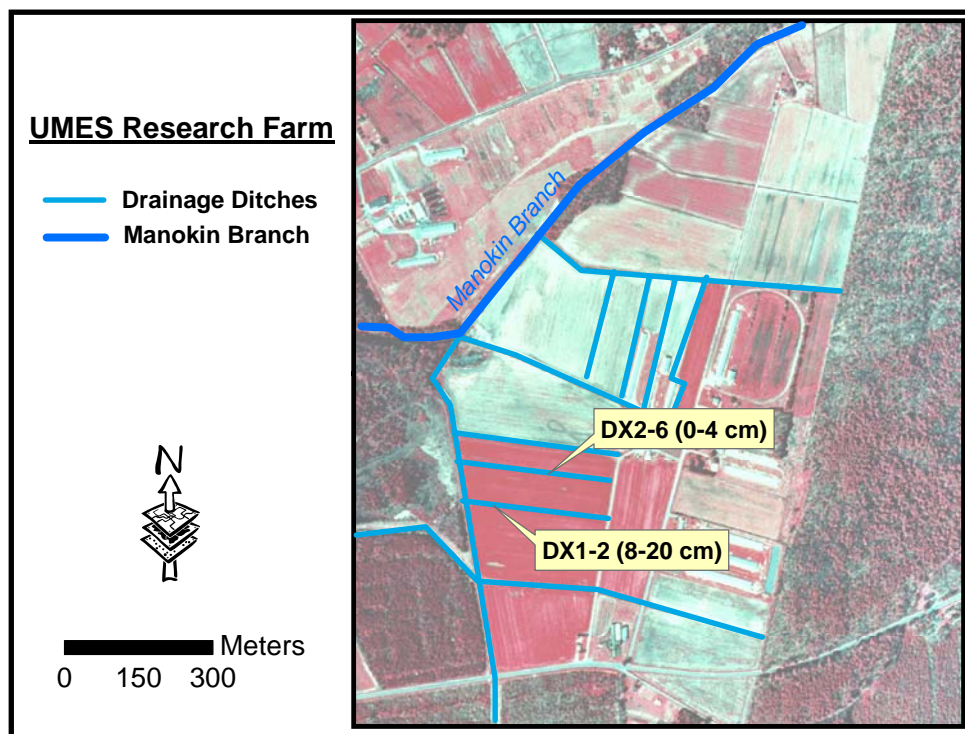 UMES Research Farm
Drainage Ditches
Manokin Branch
Manokin Branch
DX2-6 (0-4 cm)
DX1-2 (8-20 cm)
N
Meters
0 150 300